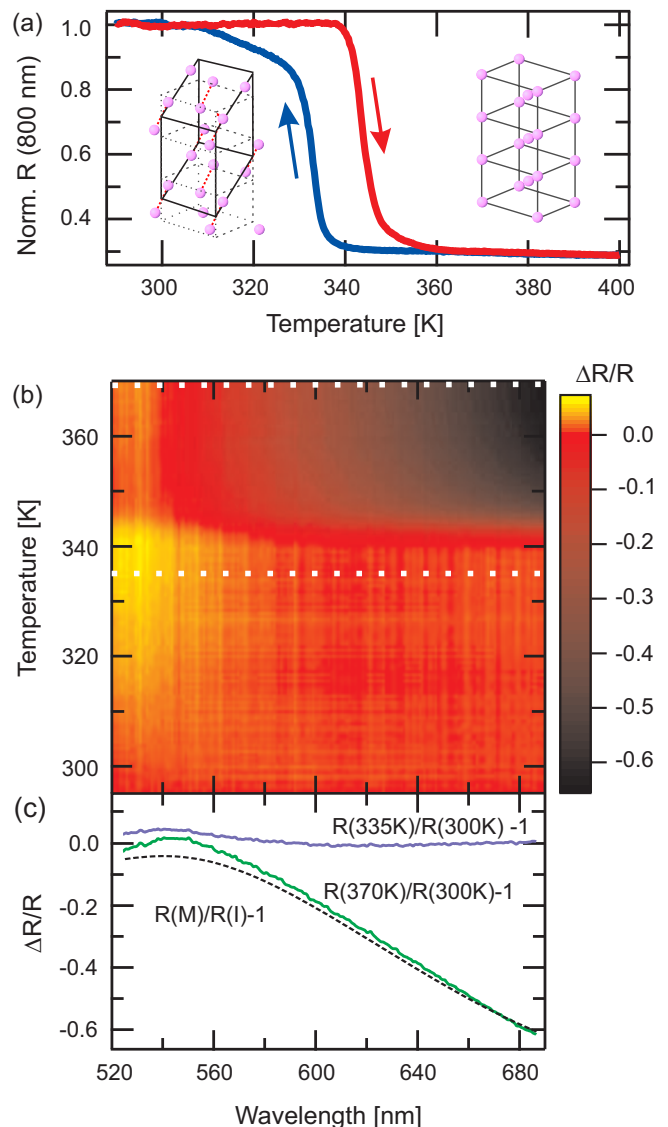 (a)
1.0
0.8
0.6
0.4
Norm. R (800 nm)
300
320
340
360
380
400
Temperature [K]
(b)
ΔR/R
360
340
320
300
Temperature [K]
0.0
-0.1
-0.2
-0.3
-0.4
-0.5
-0.6
(c)
0.0
-0.2
-0.4
-0.6
ΔR/R
R(335K)/R(300K) -1
R(370K)/R(300K)-1
R(M)/R(I)-1
520
560
600
640
680
Wavelength [nm]